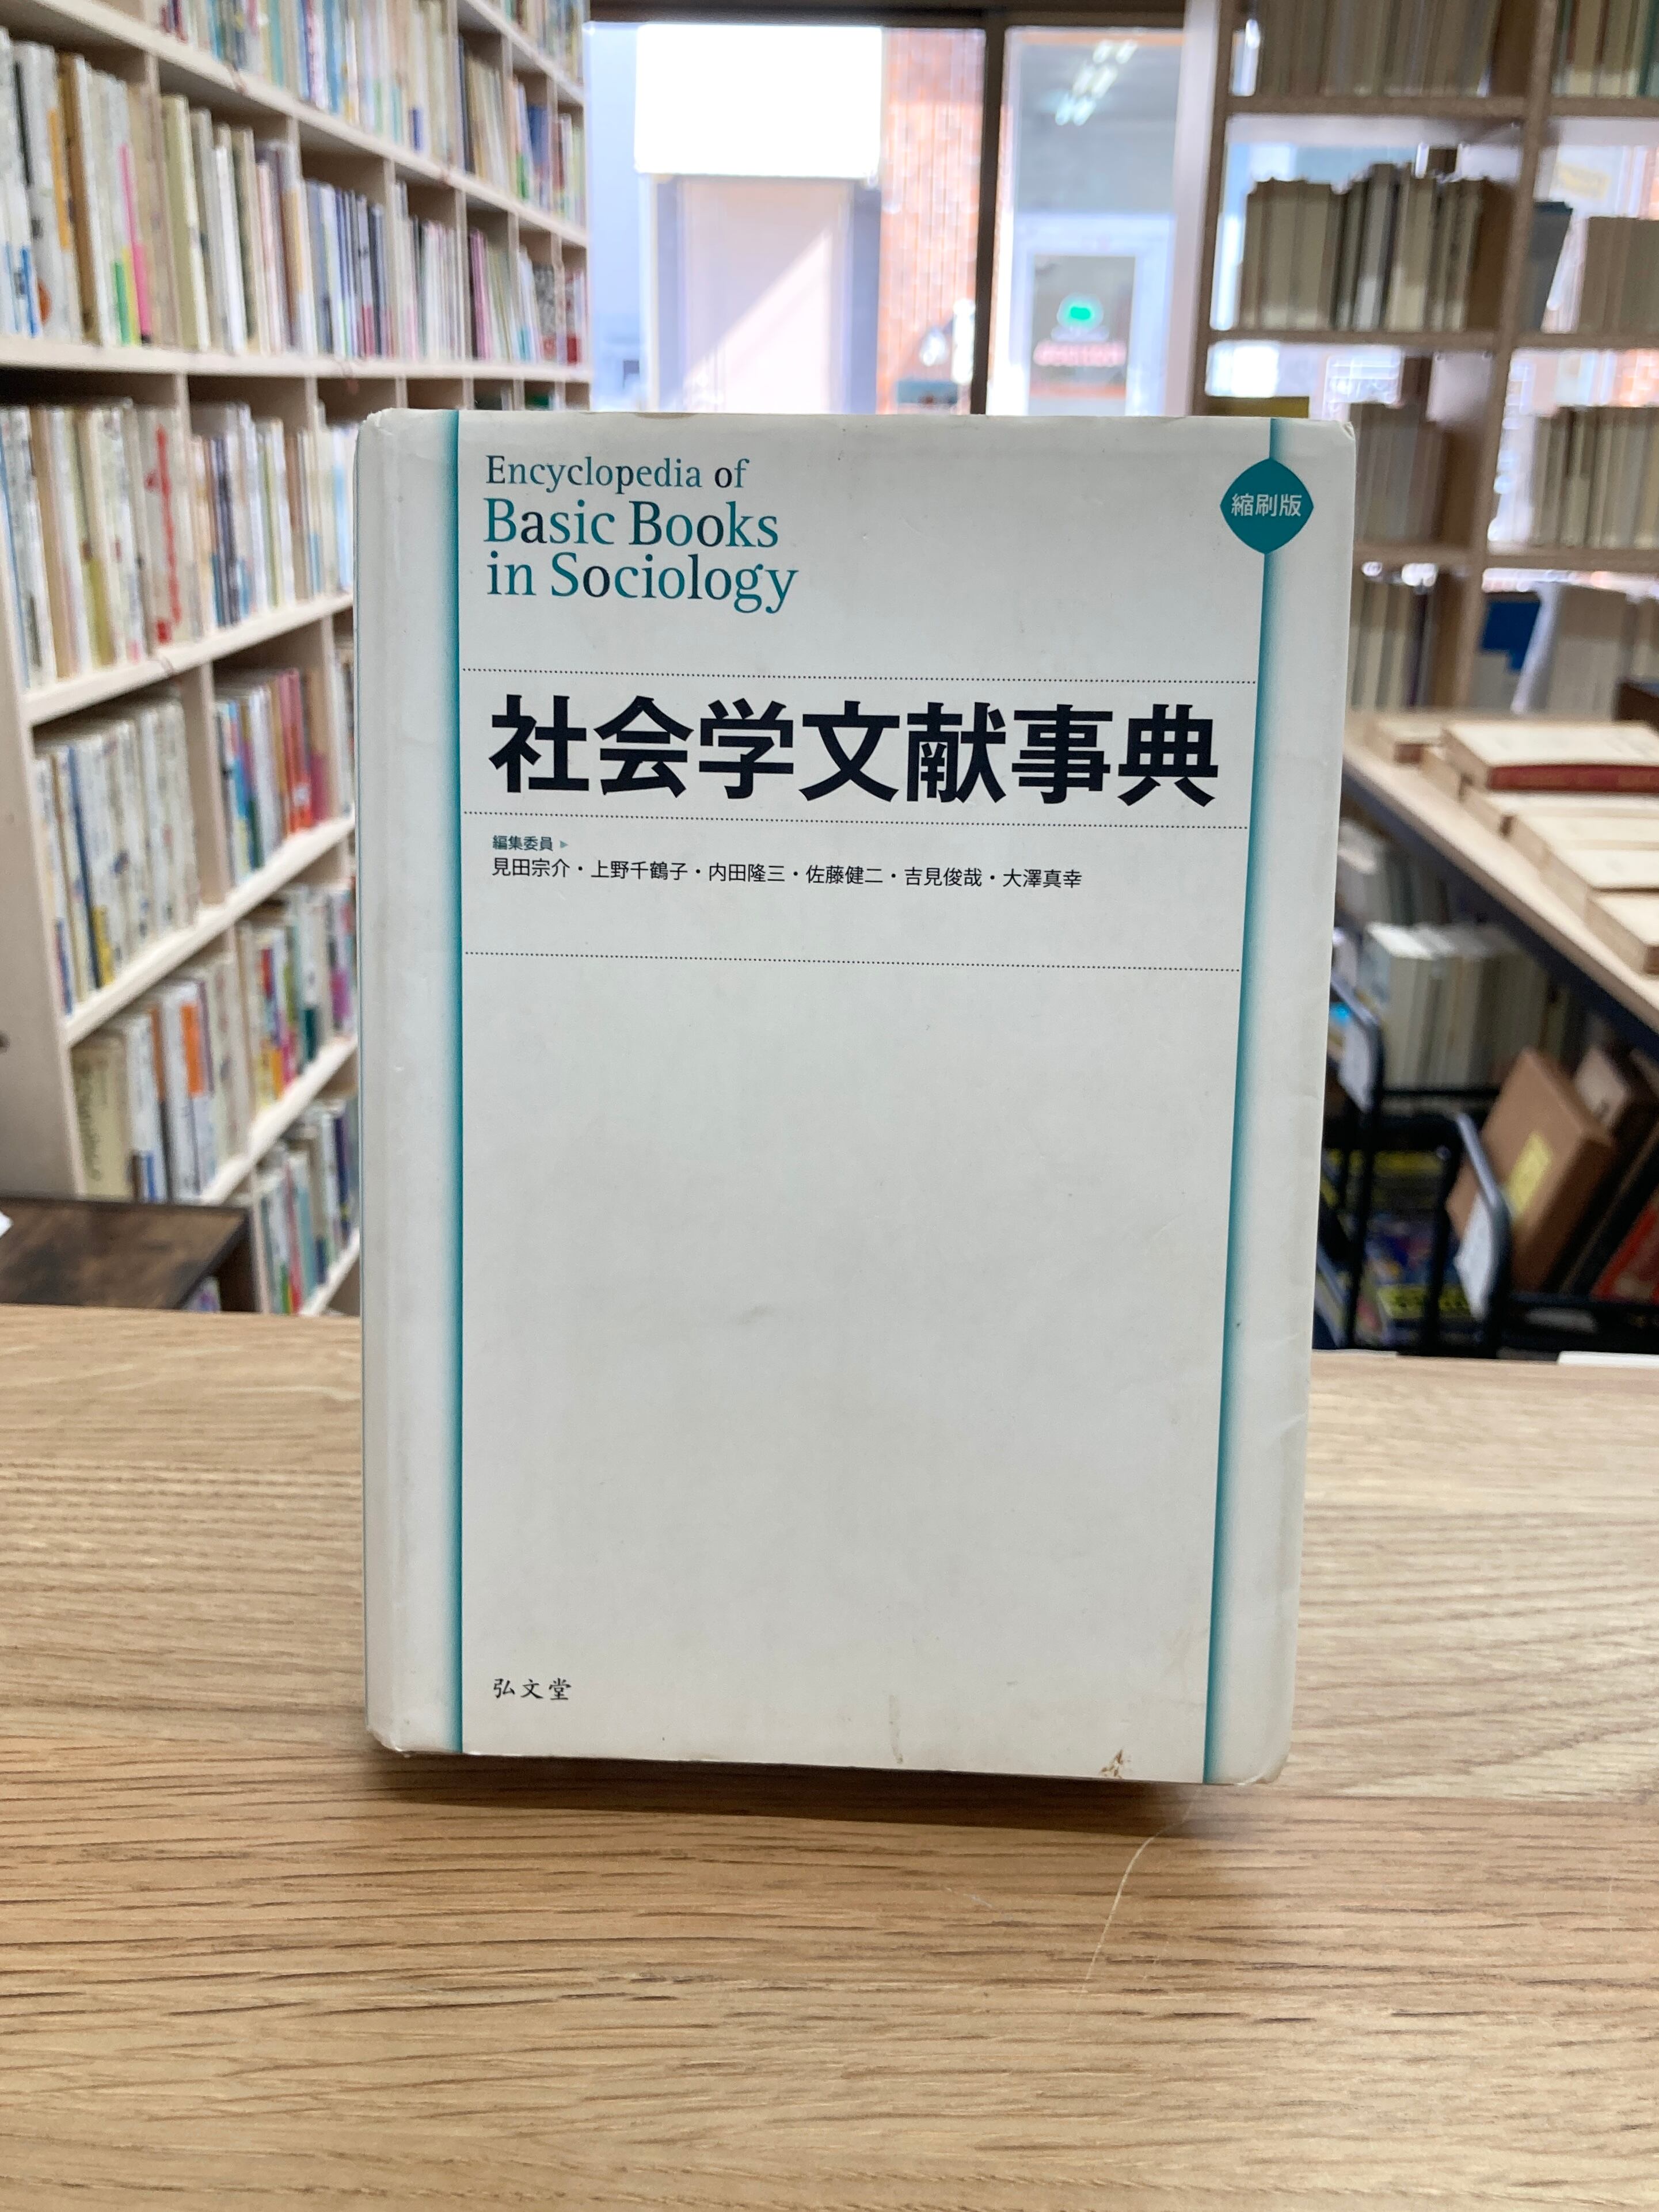 Encyclopedia of
Basic Books
in Sociology
縮刷版
社会学文献事典
編集委員▶
見田宗介・上野千鶴子・内田隆三・佐藤健二・吉見俊哉・大澤真幸
弘文堂